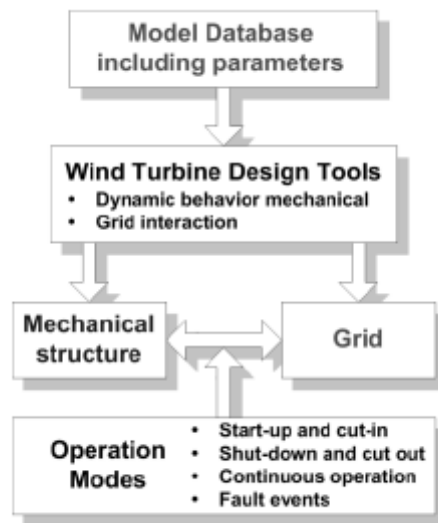 Model Database
including parameters
Wind Turbine Design Tools
• Dynamic behavior mechanical
• Grid interaction
Mechanical
structure
Grid
Operation
Modes
• Start-up and cut-in
• Shut-down and cut out
• Continuous operation
• Fault events